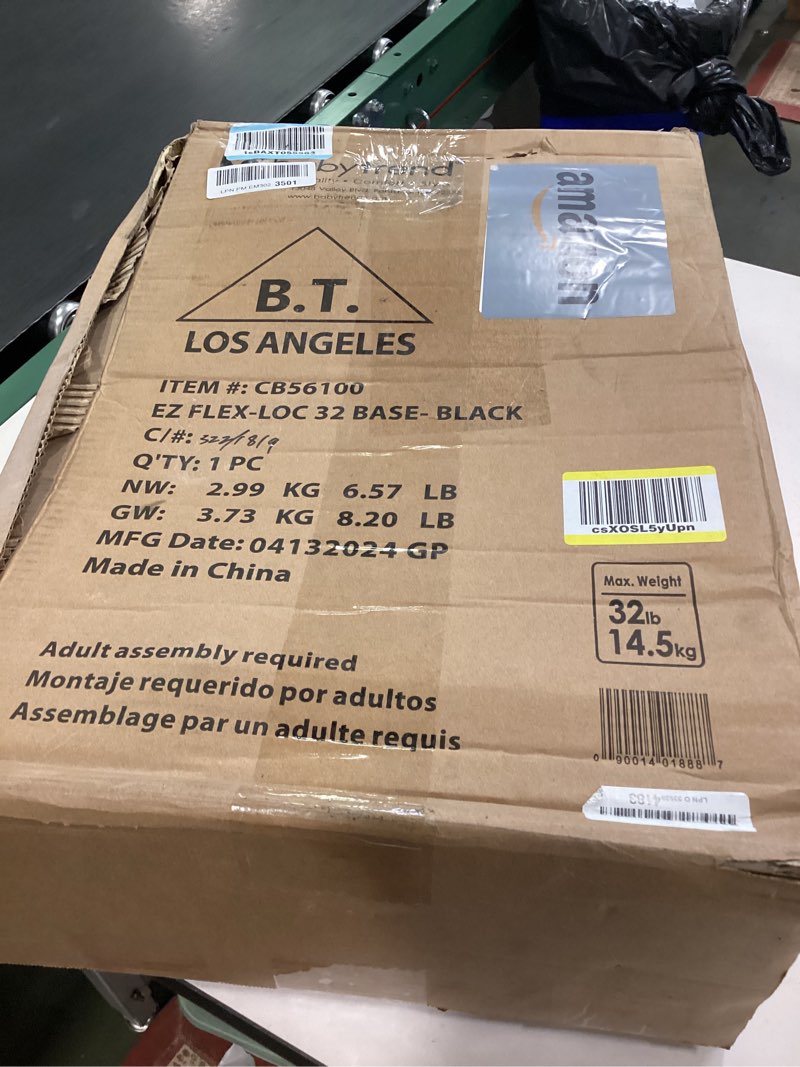 babytrend
amazon
3501
B.T.
LOS ANGELES
ITEM #: CB56100
EZ FLEX-LOC 32 BASE- BLACK
C/#:
Q'TY: 1 PC
NW: 2.99 KG 6.57 LB
GW: 3.73 KG 8.20 LB
MFG Date: 04132024 GP
Made in China
csXOSL5yUpn
Max. Weight
32lb
14.5kg
Adult assembly required
Montaje requerido por adultos
Assemblage par un adulte requis
0 90014 01888 7